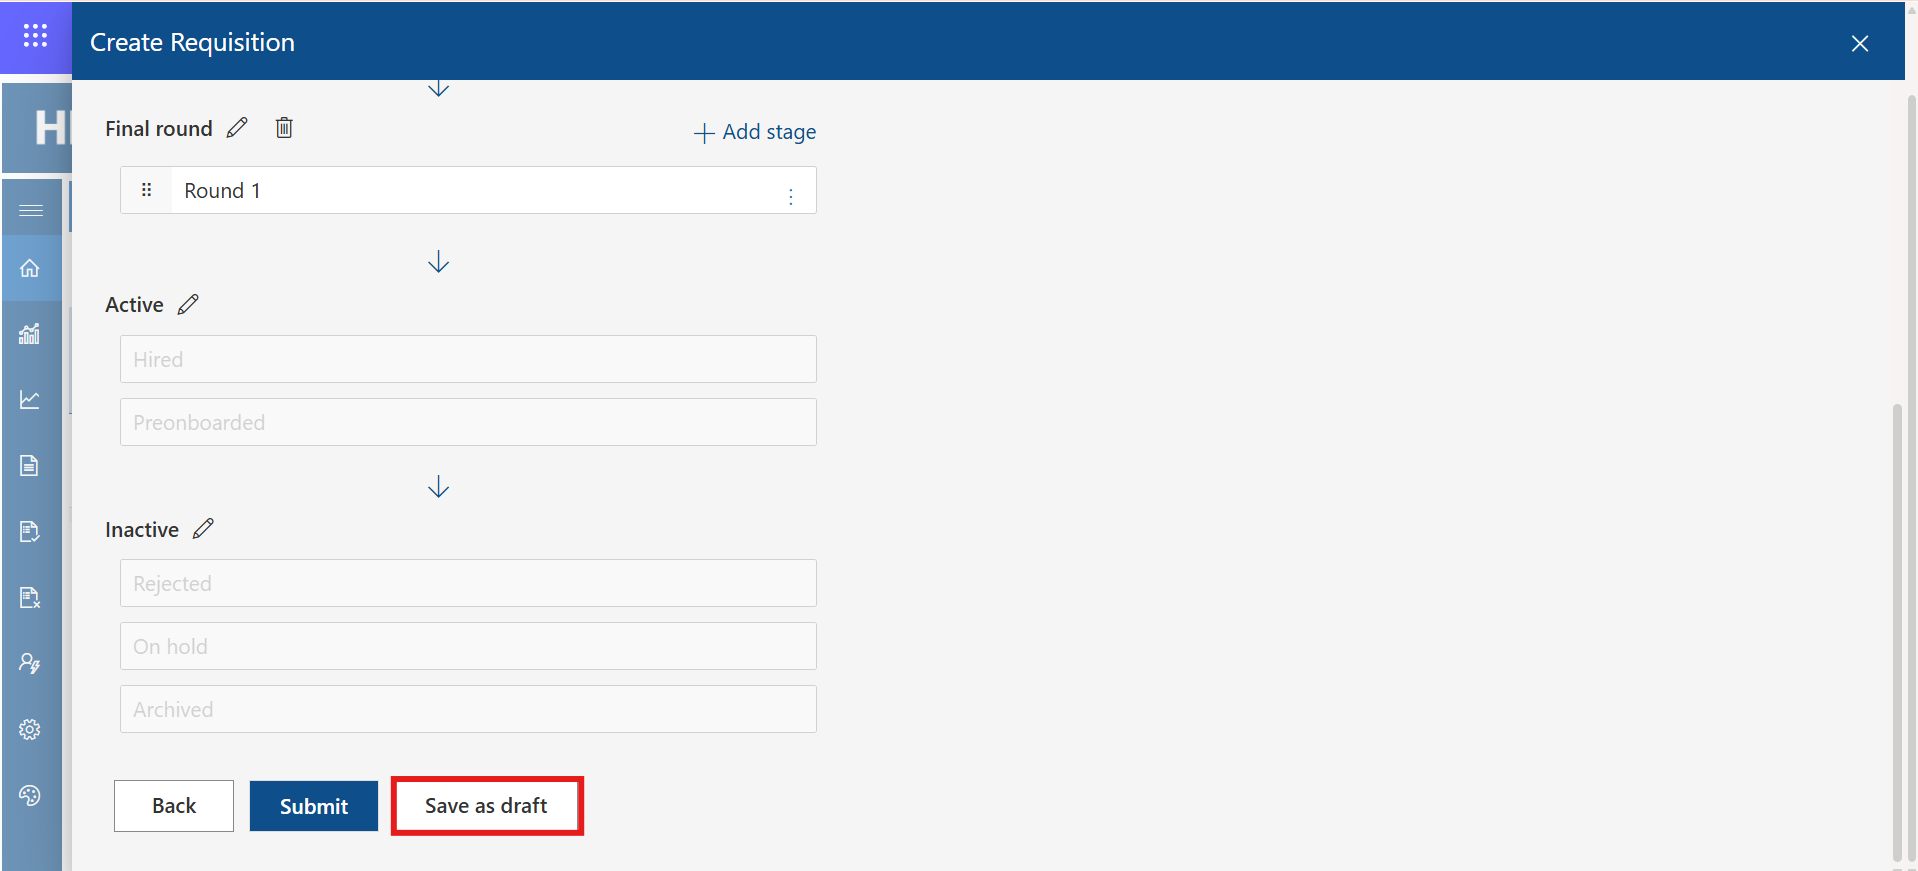 Create Requisition
Final round
Add stage
Round 1
Active
Hired
Preonboarded
Inactive
Rejected
On hold
Archived
Back
Submit
Save as draft